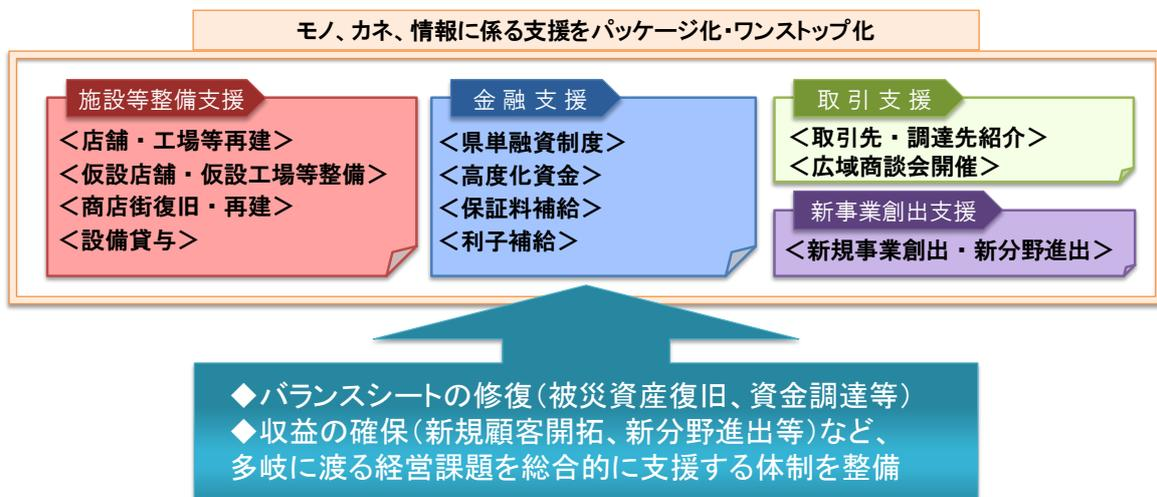 モノ、カネ、情報に係る支援をパッケージ化・ワンストップ化
施設等整備支援
＜店舗・工場等再建＞
＜仮設店舗・仮設工場等整備＞
＜商店街復旧・再建＞
＜設備貸与＞
金融支援
＜県単融資制度＞
＜高度化資金＞
＜保証料補給＞
＜利子補給＞
取引支援
＜取引先・調達先紹介＞
＜広域商談会開催＞
新事業創出支援
＜新規事業創出・新分野進出＞
◆バランスシートの修復（被災資産復旧、資金調達等）
◆収益の確保（新規顧客開拓、新分野進出等）など、
多岐に渡る経営課題を総合的に支援する体制を整備